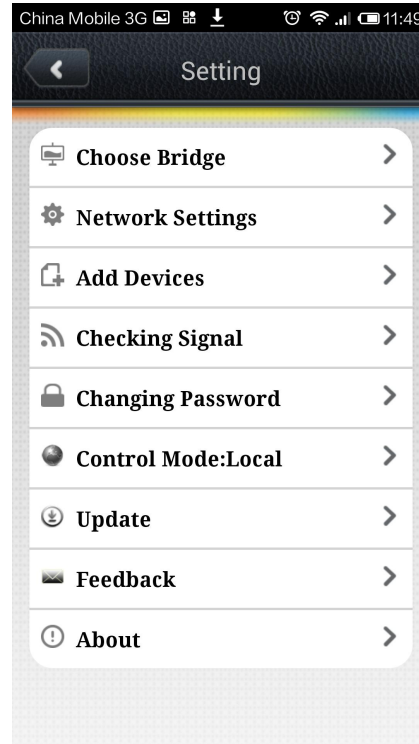 China Mobile 3G 11:49
Setting
Choose Bridge
Network Settings
Add Devices
Checking Signal
Changing Password
Control Mode:Local
Update
Feedback
About